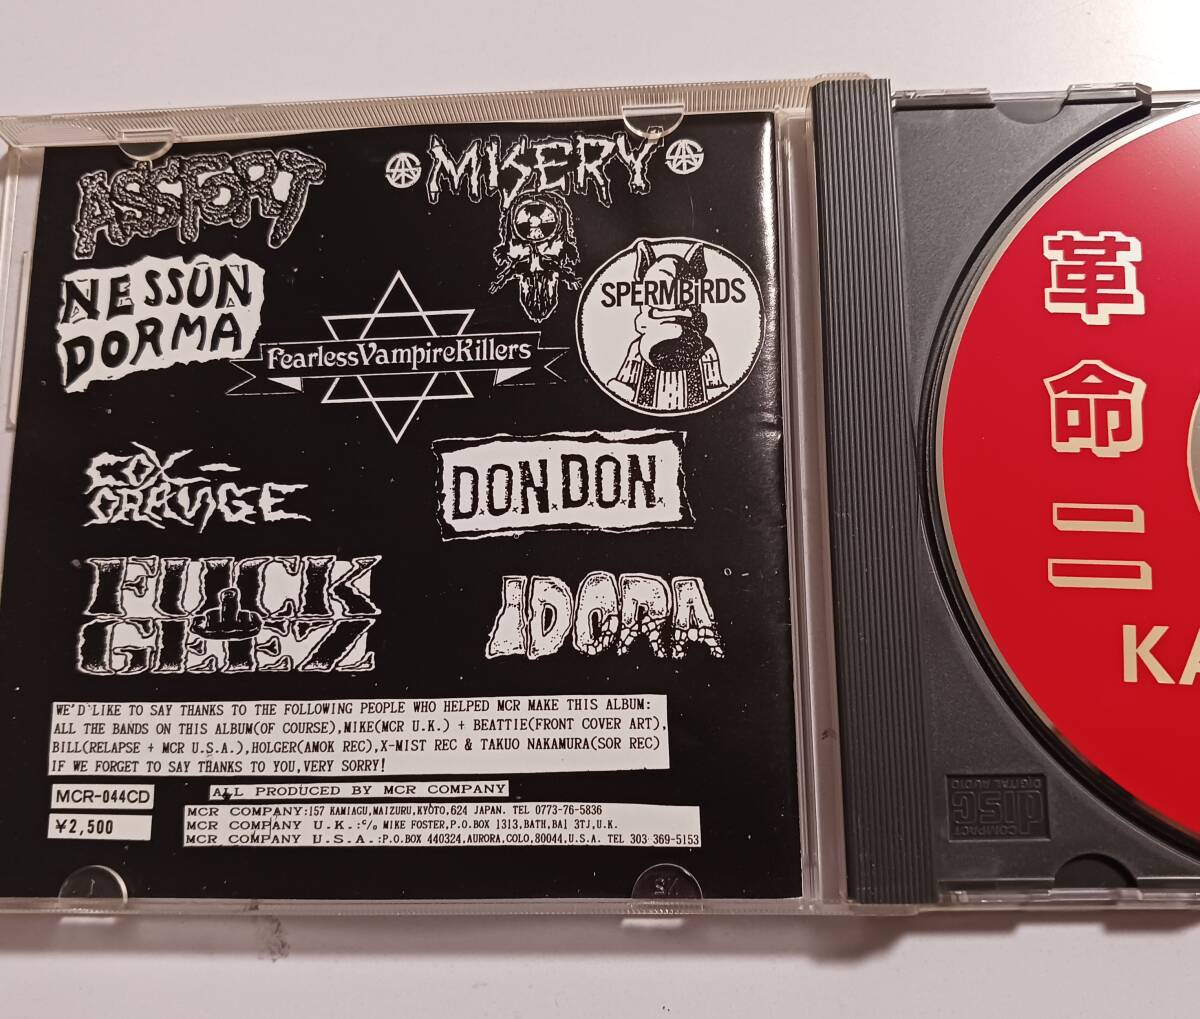 ASSFORT
MISERY
NESSUN
DORMA
FearlessVampireKillers
SPERMBiRDS
COX
ORANGE
D.O.N.D.O.N.
FUCK
GEEZ
IDORA
WE'D LIKE TO SAY THANKS TO THE FOLLOWING PEOPLE WHO HELPED MCR MAKE THIS ALBUM:
ALL THE BANDS ON THIS ALBUM(OF COURSE),MIKE(MCR U.K.) + BEATTIE(FRONT COVER ART),
BILL(RELAPSE + MCR U.S.A.),HOLGER(AMOK REC),X-MIST REC & TAKUO NAKAMURA(SOR REC)
IF WE FORGET TO SAY THANKS TO YOU,VERY SORRY!
ALL PRODUCED BY MCR COMPANY
MCR-044CD
¥2,500
MCR COMPANY:157 KAMIAGU,MAIZURU,KYOTO,624 JAPAN. TEL 0773-76-5836
MCR COMPANY U.K.:c/o MIKE FOSTER,P.O.BOX 1313,BATH,BA1 3TJ,U.K.
MCR COMPANY U.S.A.:P.O.BOX 440324,AURORA,COLO,80044,U.S.A. TEL 303-369-5153
革命二
KA
COMPACT
disc
DIGITAL AUDIO